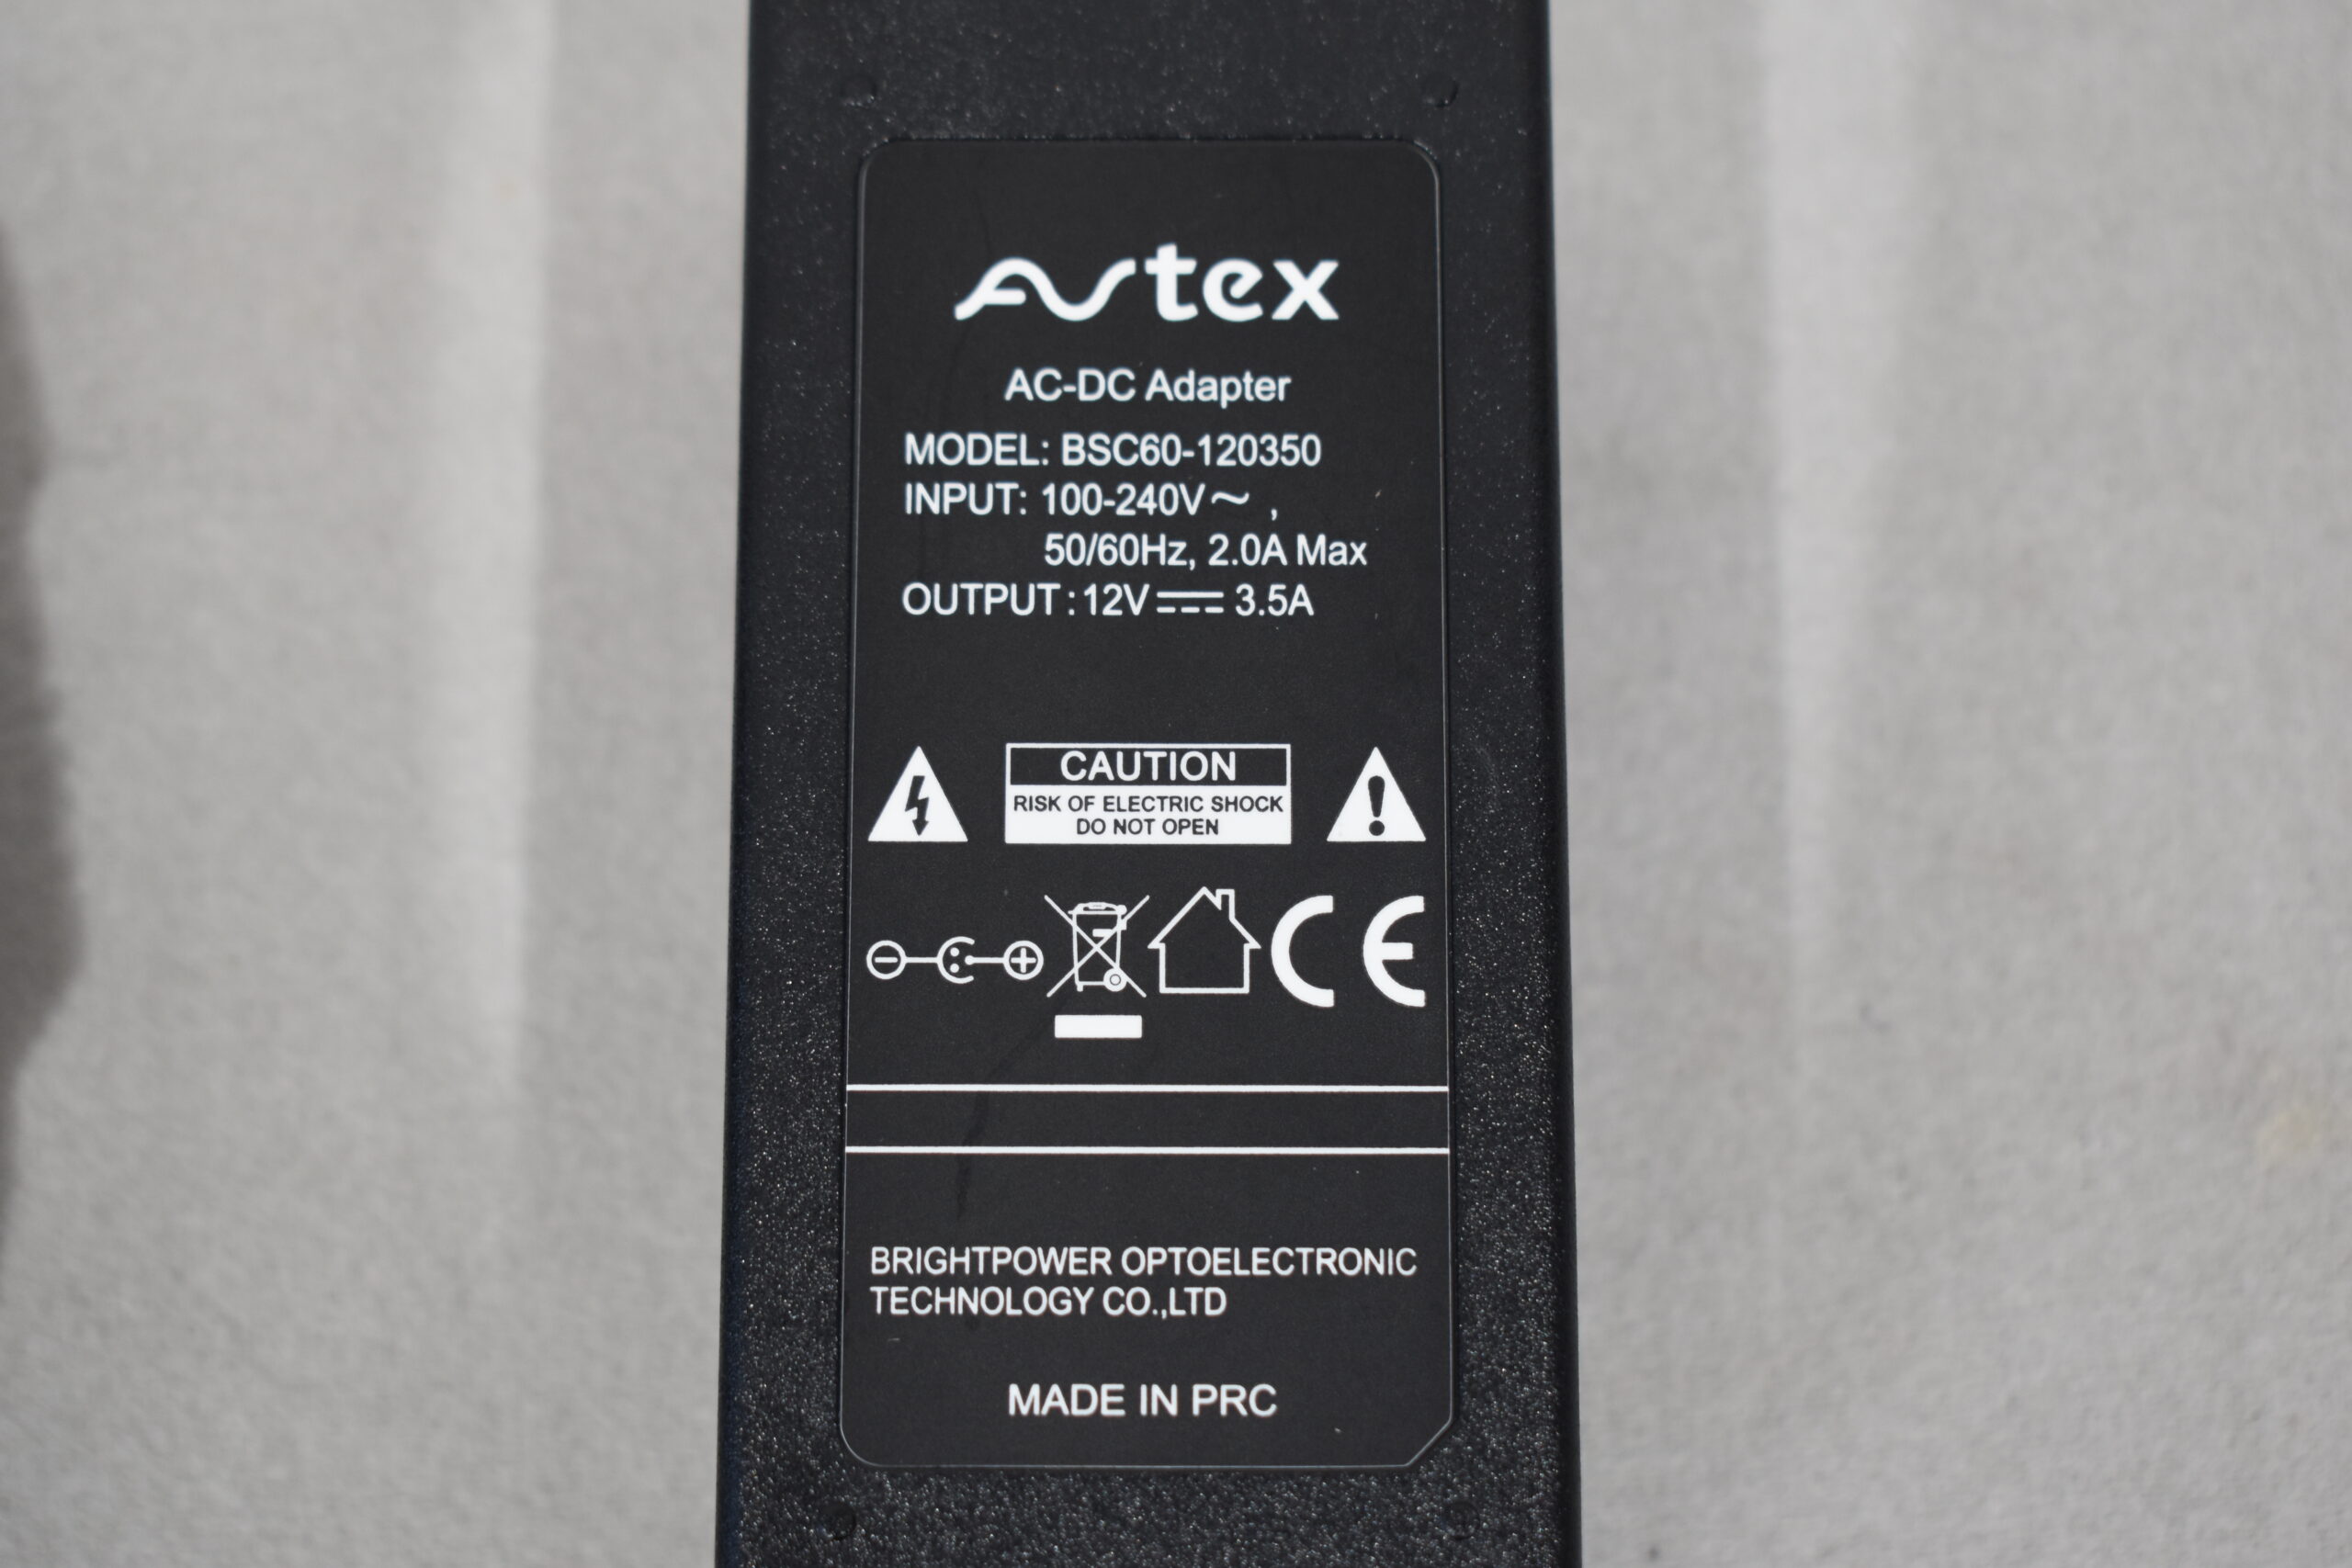 Avtex
AC-DC Adapter
MODEL: BSC60-120350
INPUT: 100-240V～ ,
50/60Hz, 2.0A Max
OUTPUT : 12V⎓3.5A
CAUTION
RISK OF ELECTRIC SHOCK
DO NOT OPEN
CE
BRIGHTPOWER OPTOELECTRONIC
TECHNOLOGY CO.,LTD
MADE IN PRC